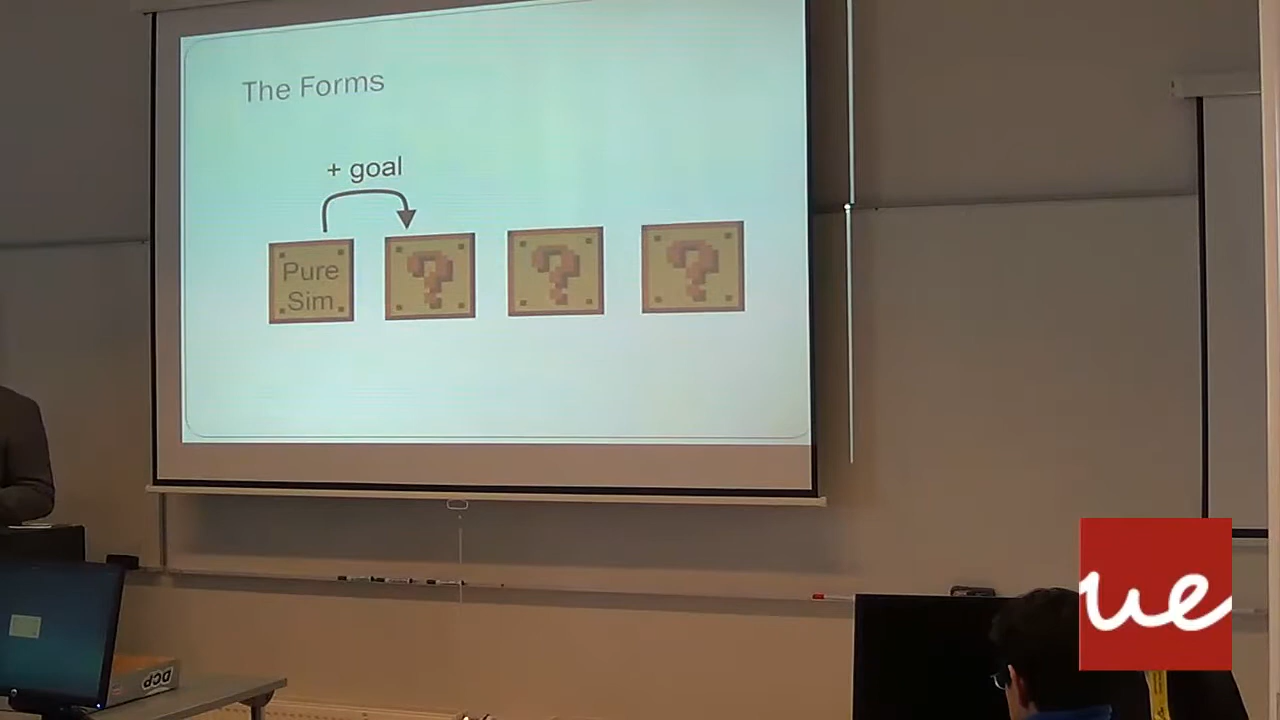 The Forms
+ goal
Pure
Sim
?
?
?
ue
DCP